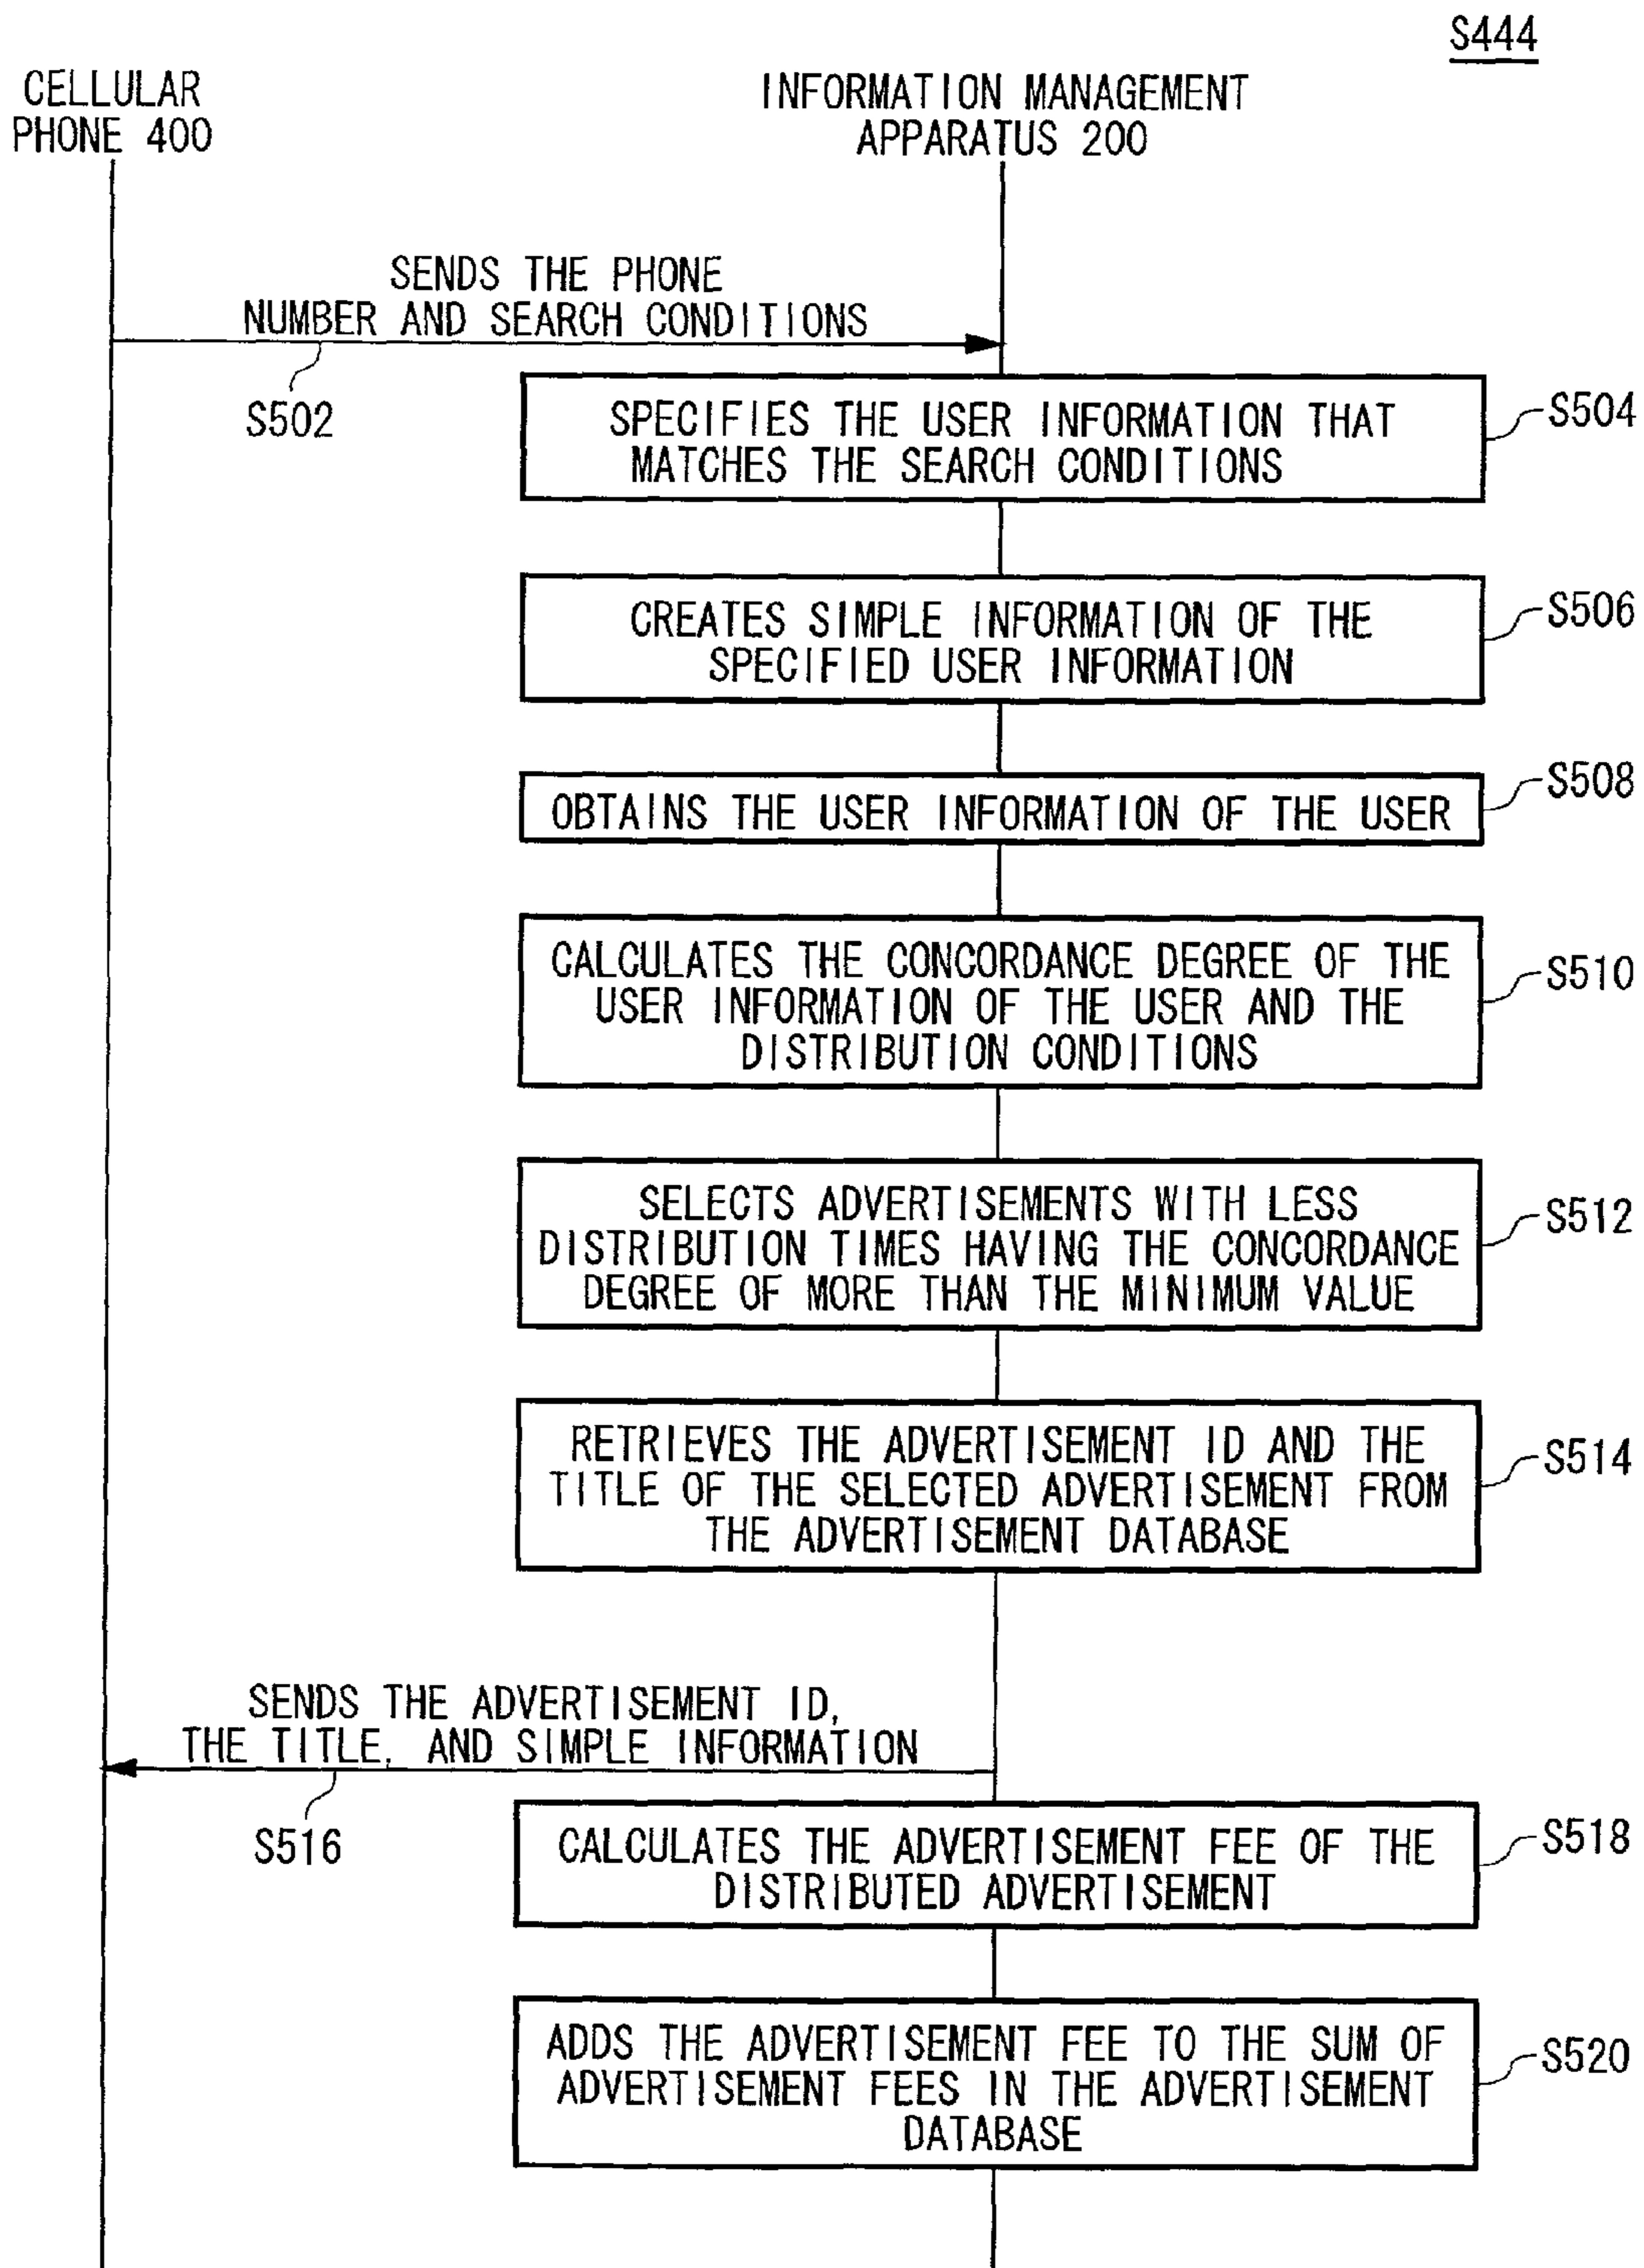 S444
CELLULAR
PHONE 400
INFORMATION MANAGEMENT
APPARATUS 200
SENDS THE PHONE
NUMBER AND SEARCH CONDITIONS
S502
SPECIFIES THE USER INFORMATION THAT
MATCHES THE SEARCH CONDITIONS
S504
CREATES SIMPLE INFORMATION OF THE
SPECIFIED USER INFORMATION
S506
OBTAINS THE USER INFORMATION OF THE USER
S508
CALCULATES THE CONCORDANCE DEGREE OF THE
USER INFORMATION OF THE USER AND THE
DISTRIBUTION CONDITIONS
S510
SELECTS ADVERTISEMENTS WITH LESS
DISTRIBUTION TIMES HAVING THE CONCORDANCE
DEGREE OF MORE THAN THE MINIMUM VALUE
S512
RETRIEVES THE ADVERTISEMENT ID AND THE
TITLE OF THE SELECTED ADVERTISEMENT FROM
THE ADVERTISEMENT DATABASE
S514
SENDS THE ADVERTISEMENT ID,
THE TITLE, AND SIMPLE INFORMATION
S516
CALCULATES THE ADVERTISEMENT FEE OF THE
DISTRIBUTED ADVERTISEMENT
S518
ADDS THE ADVERTISEMENT FEE TO THE SUM OF
ADVERTISEMENT FEES IN THE ADVERTISEMENT
DATABASE
S520